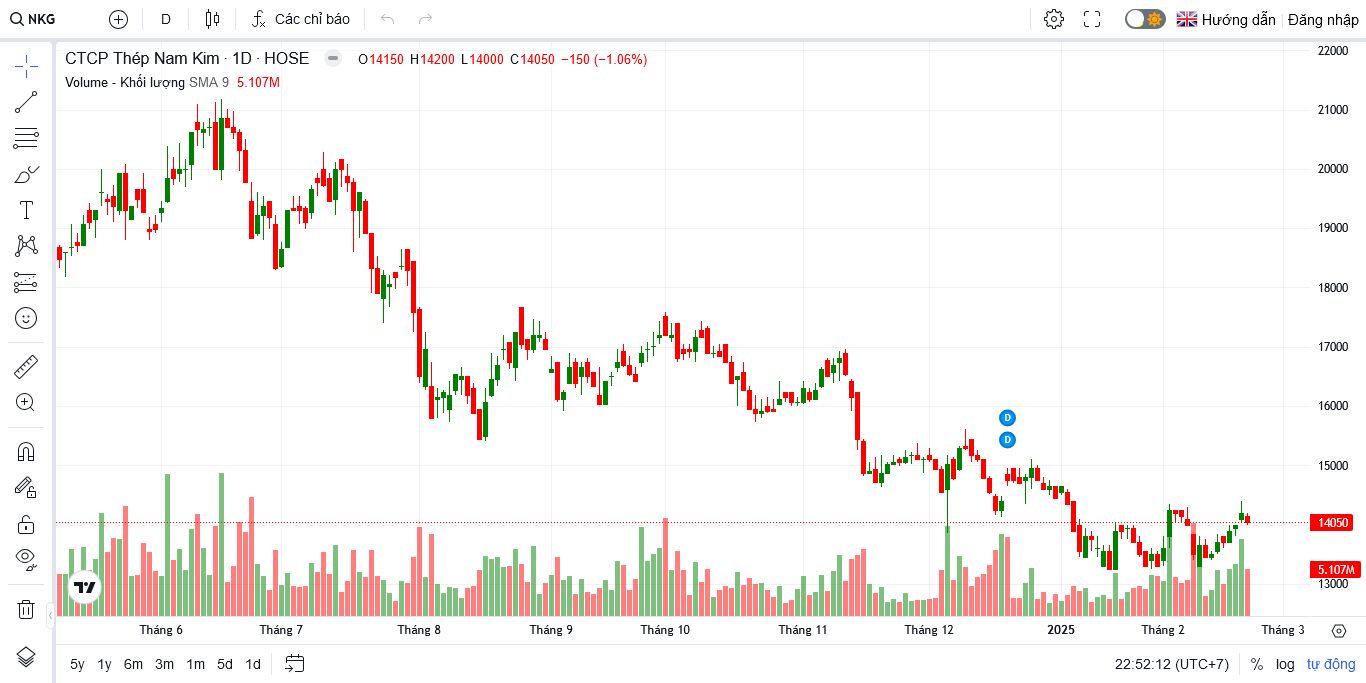 NKG D Các chỉ báo Hướng dẫn Đăng nhập
CTCP Thép Nam Kim · 1D · HOSE O14150 H14200 L14000 C14050 −150 (−1.06%)
Volume - Khối lượng SMA 9 5.107M
22000
21000
20000
19000
18000
17000
16000
15000
14050
5.107M
13000
D
D
Tháng 6 Tháng 7 Tháng 8 Tháng 9 Tháng 10 Tháng 11 Tháng 12 2025 Tháng 2 Tháng 3
5y 1y 6m 3m 1m 5d 1d 22:52:12 (UTC+7) % log tự động